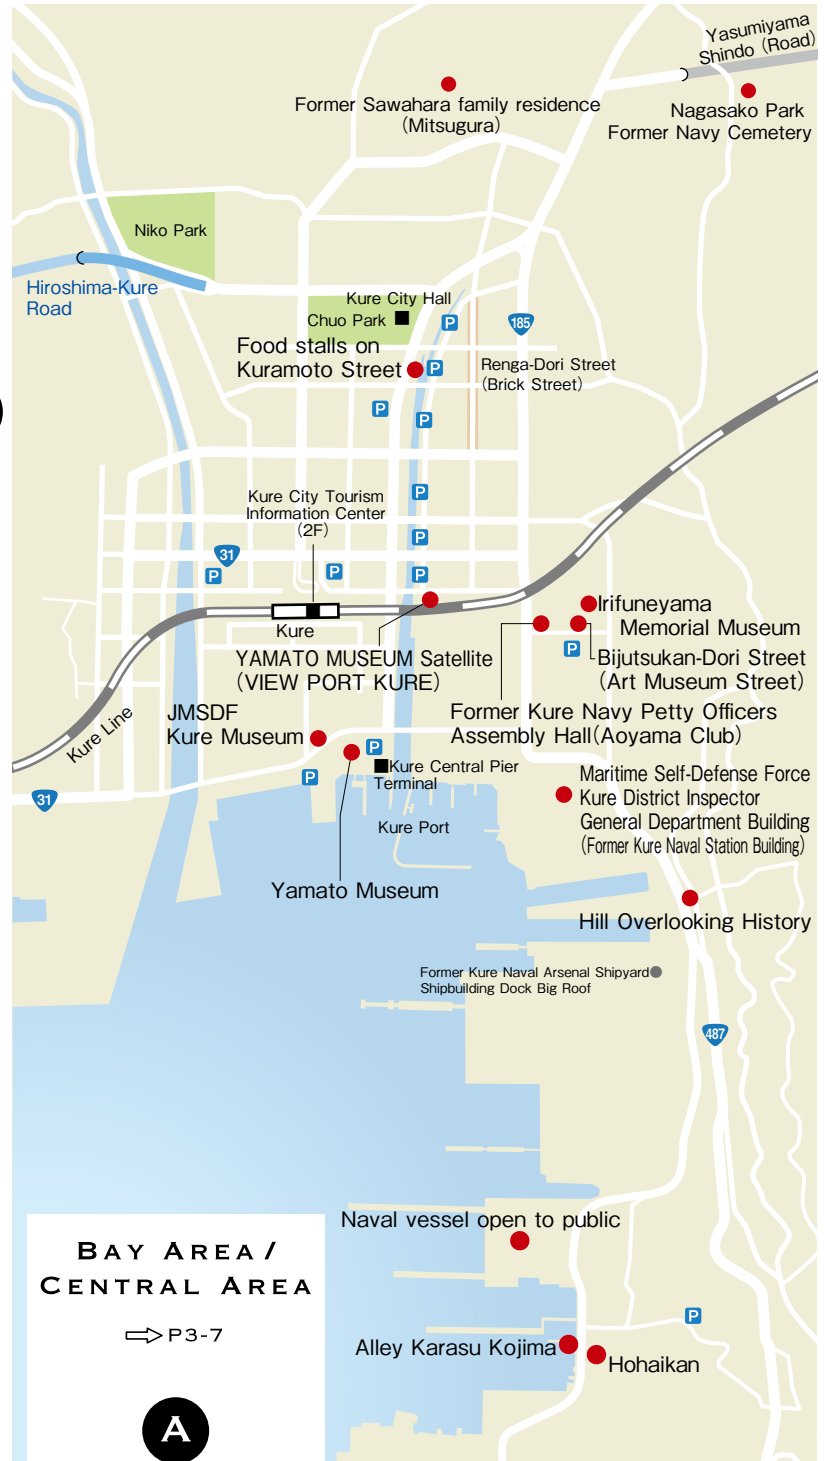 Yasumiyama
Shindo (Road)
Former Sawahara family residence
(Mitsugura)
Nagasako Park
Former Navy Cemetery
Niko Park
Hiroshima-Kure
Road
Kure City Hall
Chuo Park
P
185
Food stalls on
Kuramoto Street
P
Renga-Dori Street
(Brick Street)
P
P
Kure City Tourism
Information Center
(2F)
P
P
31
P
P
P
Kure
Irifuneyama
Memorial Museum
YAMATO MUSEUM Satellite
(VIEW PORT KURE)
P
Bijutsukan-Dori Street
(Art Museum Street)
Kure Line
JMSDF
Kure Museum
Former Kure Navy Petty Officers
Assembly Hall(Aoyama Club)
P
P
Kure Central Pier
Terminal
Maritime Self-Defense Force
Kure District Inspector
General Department Building
(Former Kure Naval Station Building)
31
Kure Port
Yamato Museum
Hill Overlooking History
Former Kure Naval Arsenal Shipyard
Shipbuilding Dock Big Roof
487
Naval vessel open to public
BAY AREA /
CENTRAL AREA
P3-7
P
Alley Karasu Kojima
Hohaikan
A